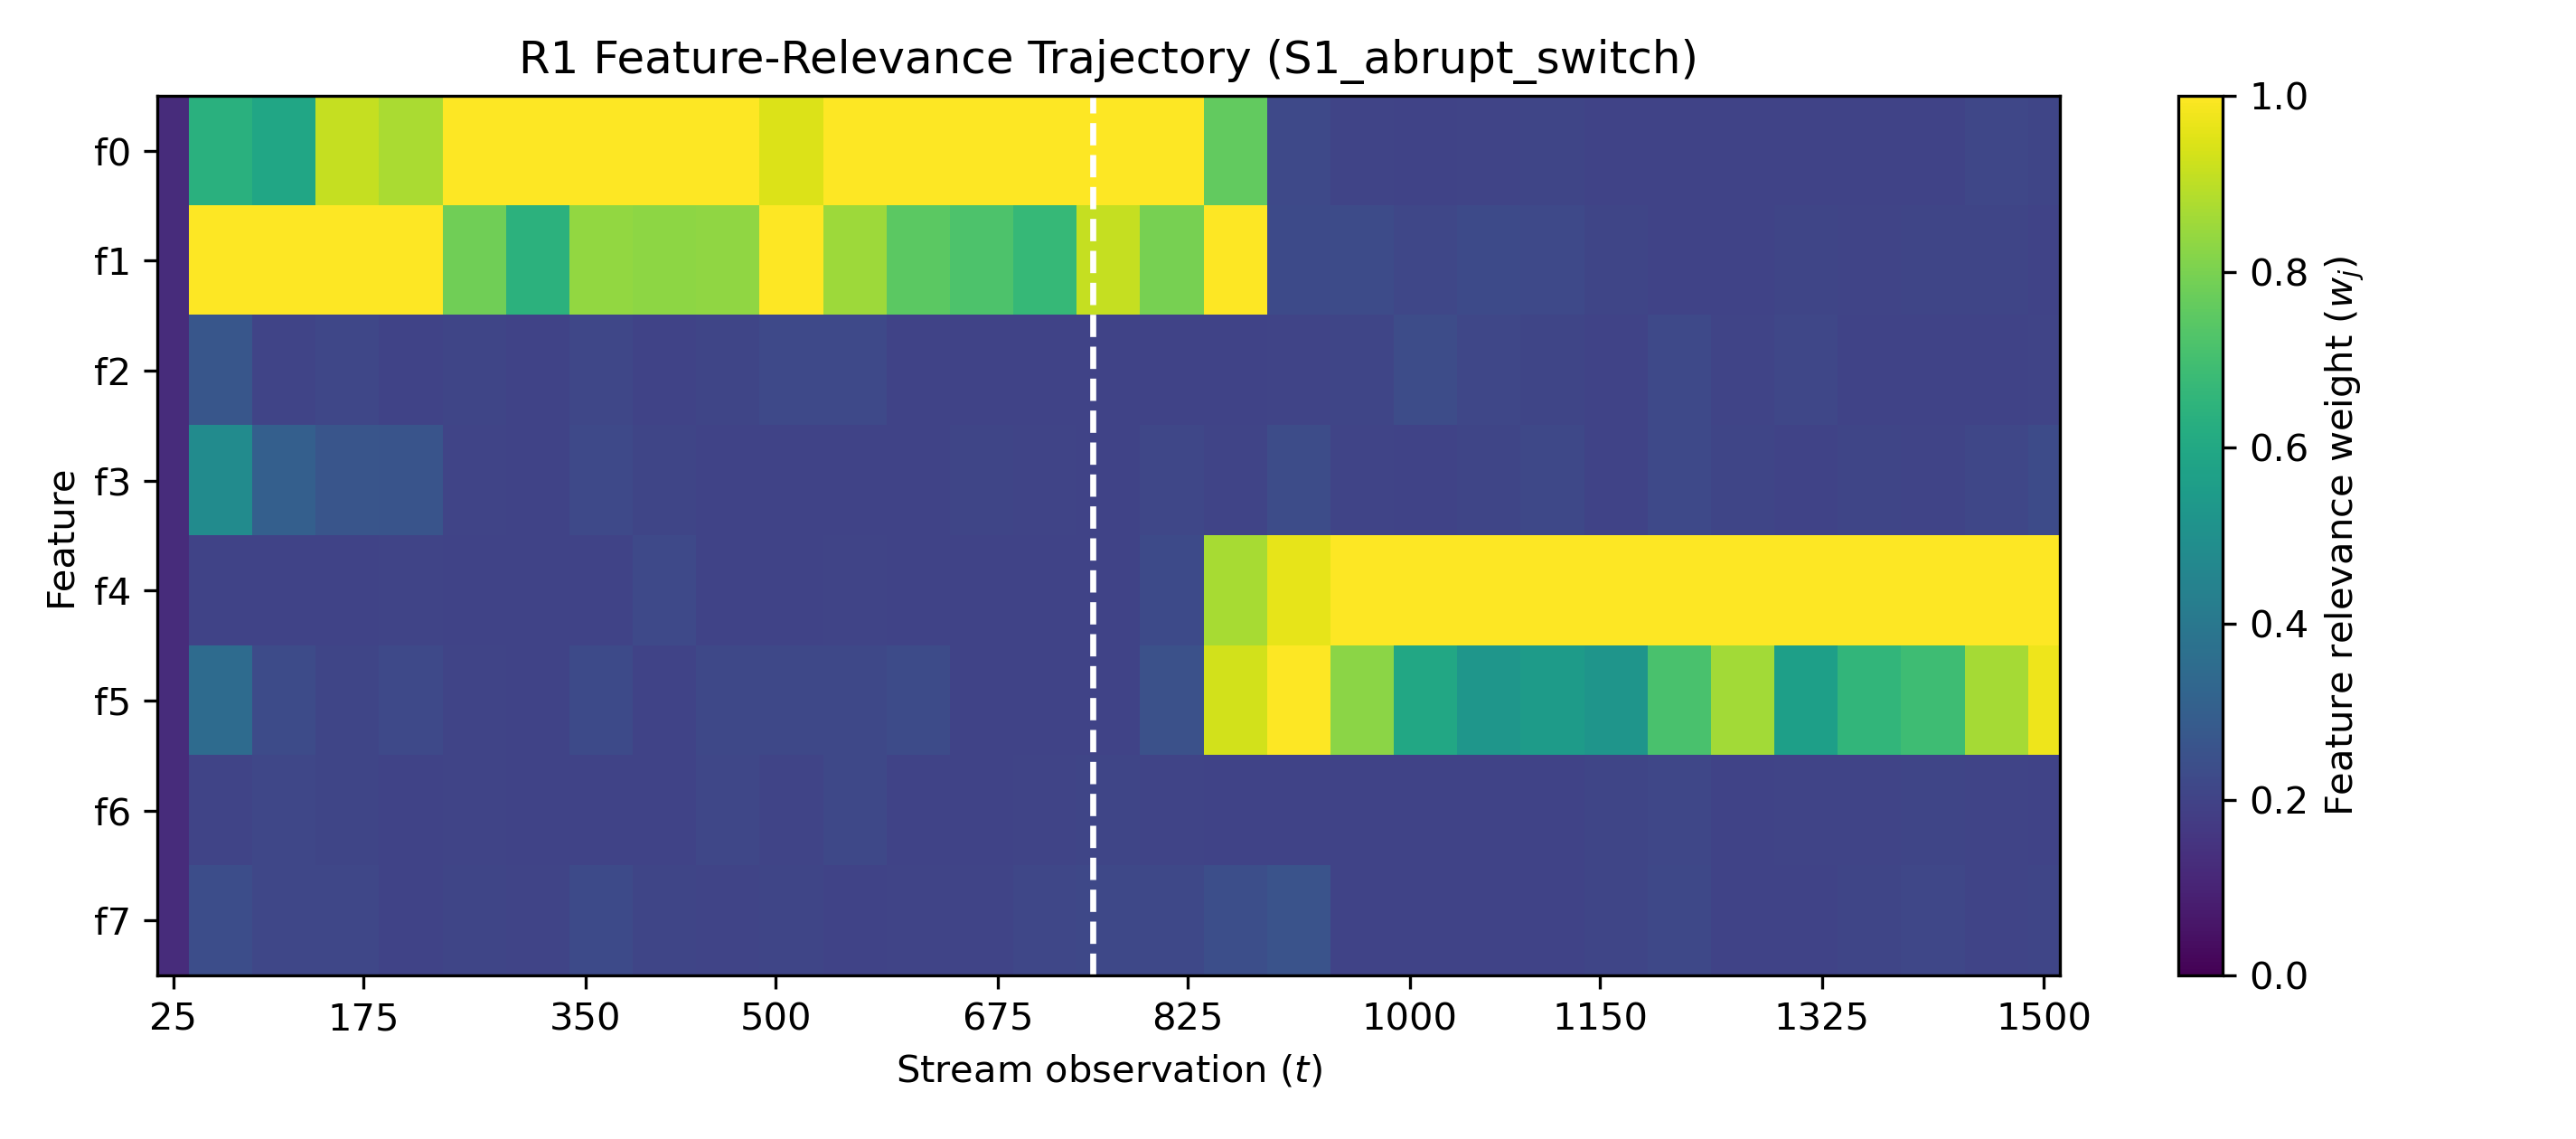 R1 Feature-Relevance Trajectory (S1_abrupt_switch)
Feature
f0
f1
f2
f3
f4
f5
f6
f7
25 175 350 500 675 825 1000 1150 1325 1500
Stream observation (t)
1.0
0.8
0.6
0.4
0.2
0.0
Feature relevance weight (w_j)